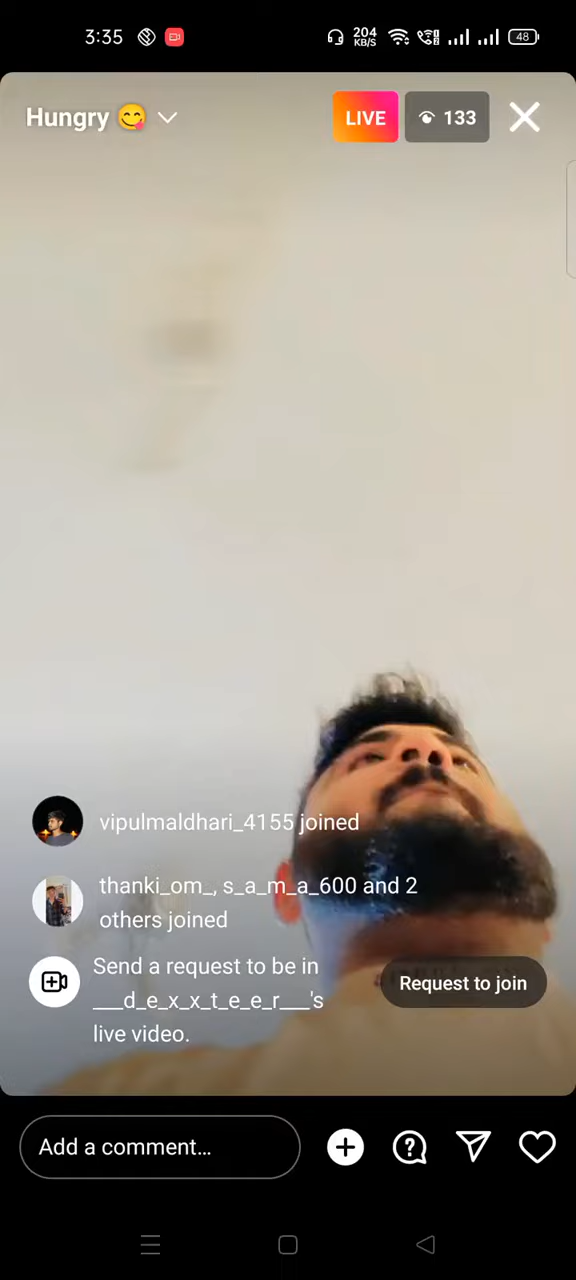 3:35 204 KB/S 48
Hungry 😋 LIVE 133
vipulmaldhari_4155 joined
thanki_om_, s_a_m_a_600 and 2
others joined
Send a request to be in
___d_e_x_x_t_e_e_r___'s
live video.
Request to join
Add a comment...